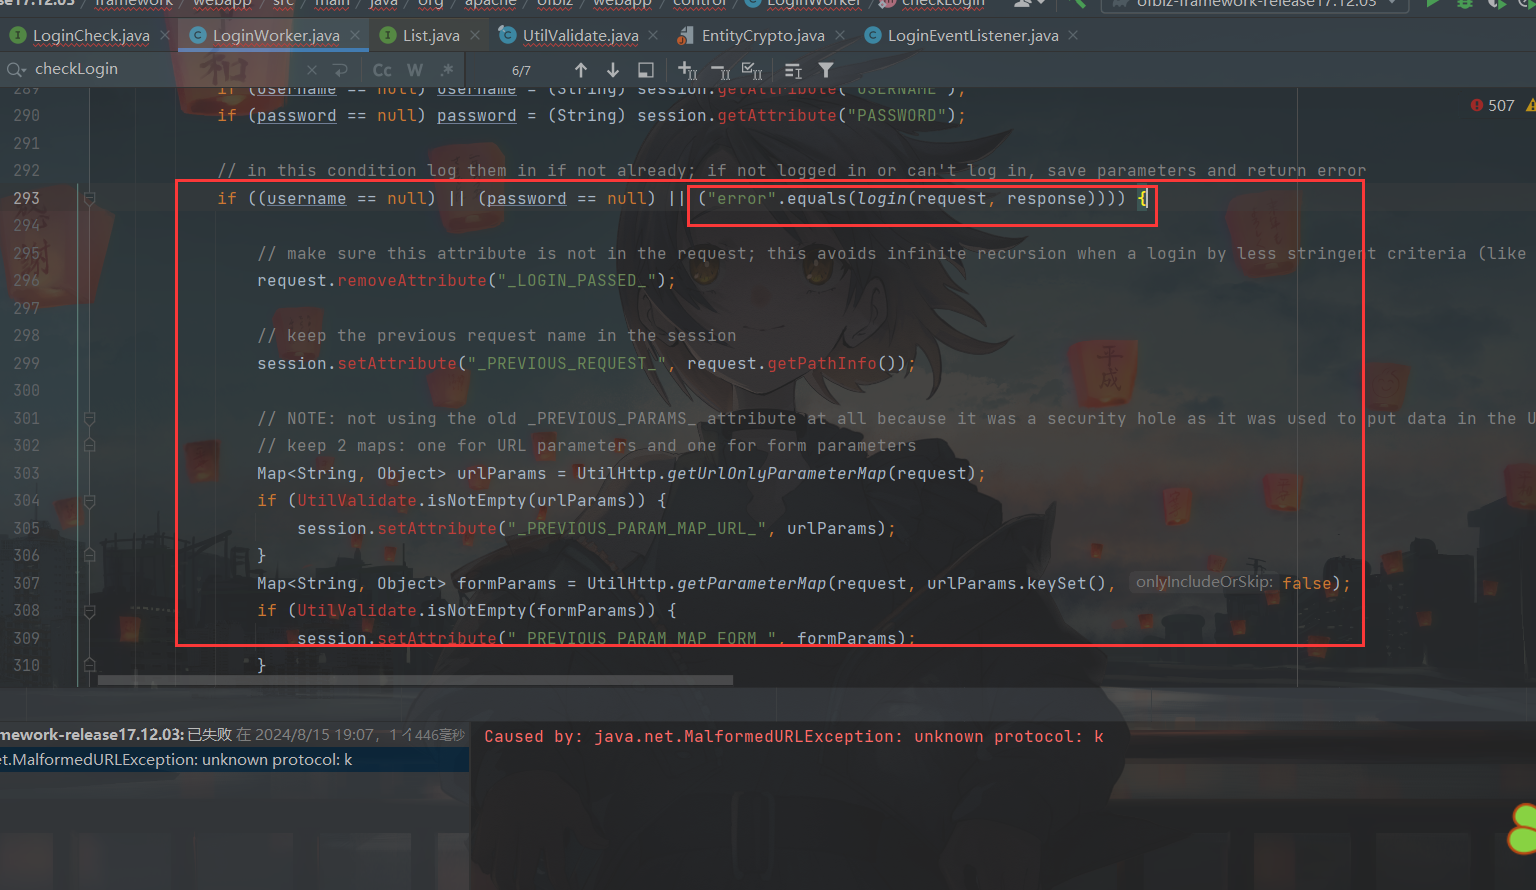 se17.12.03 / framework / webapp / src / main / java / org / apache / ofbiz / webapp / control / LoginWorker / checkLogin
ofbiz-framework-release17.12.03
LoginCheck.java LoginWorker.java List.java UtilValidate.java EntityCrypto.java LoginEventListener.java
checkLogin Cc W .* 6/7
289 if (username == null) username = (String) session.getAttribute("USERNAME");
290 if (password == null) password = (String) session.getAttribute("PASSWORD");
507
291
292 // in this condition log them in if not already; if not logged in or can't log in, save parameters and return error
293 if ((username == null) || (password == null) || ("error".equals(login(request, response)))) {
294
295 // make sure this attribute is not in the request; this avoids infinite recursion when a login by less stringent criteria (like
296 request.removeAttribute("_LOGIN_PASSED_");
297
298 // keep the previous request name in the session
299 session.setAttribute("_PREVIOUS_REQUEST_", request.getPathInfo());
300
301 // NOTE: not using the old _PREVIOUS_PARAMS_ attribute at all because it was a security hole as it was used to put data in the U
302 // keep 2 maps: one for URL parameters and one for form parameters
303 Map<String, Object> urlParams = UtilHttp.getUrlOnlyParameterMap(request);
304 if (UtilValidate.isNotEmpty(urlParams)) {
305 session.setAttribute("_PREVIOUS_PARAM_MAP_URL_", urlParams);
306 }
307 Map<String, Object> formParams = UtilHttp.getParameterMap(request, urlParams.keySet(), onlyIncludeOrSkip: false);
308 if (UtilValidate.isNotEmpty(formParams)) {
309 session.setAttribute("_PREVIOUS_PARAM_MAP_FORM_", formParams);
310 }
mework-release17.12.03: 已失败 在 2024/8/15 19:07, 1 个446毫秒
et.MalformedURLException: unknown protocol: k
Caused by: java.net.MalformedURLException: unknown protocol: k
和
謝
平成